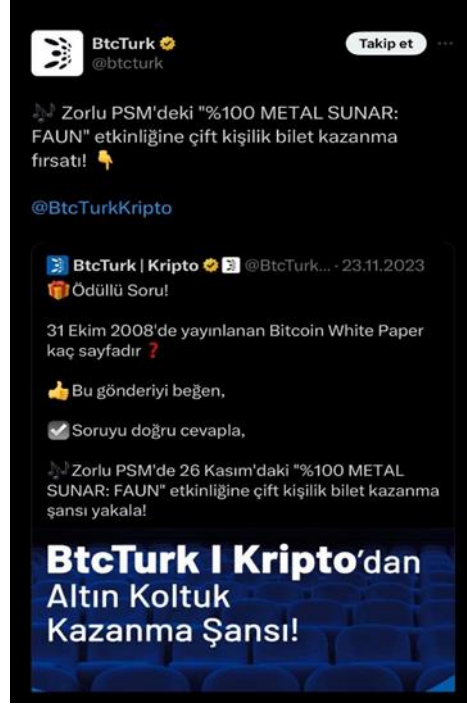 BtcTurk
Takip et
@btcturk
🎶 Zorlu PSM'deki "%100 METAL SUNAR:
FAUN" etkinliğine çift kişilik bilet kazanma
fırsatı! 👇
@BtcTurkKripto
BtcTurk | Kripto @BtcTurk... · 23.11.2023
🎁Ödüllü Soru!
31 Ekim 2008'de yayınlanan Bitcoin White Paper
kaç sayfadır ❓
👍Bu gönderiyi beğen,
☑️Soruyu doğru cevapla,
🎶Zorlu PSM'de 26 Kasım'daki "%100 METAL
SUNAR: FAUN" etkinliğine çift kişilik bilet kazanma
şansı yakala!
BtcTurk | Kripto'dan
Altın Koltuk
Kazanma Şansı!